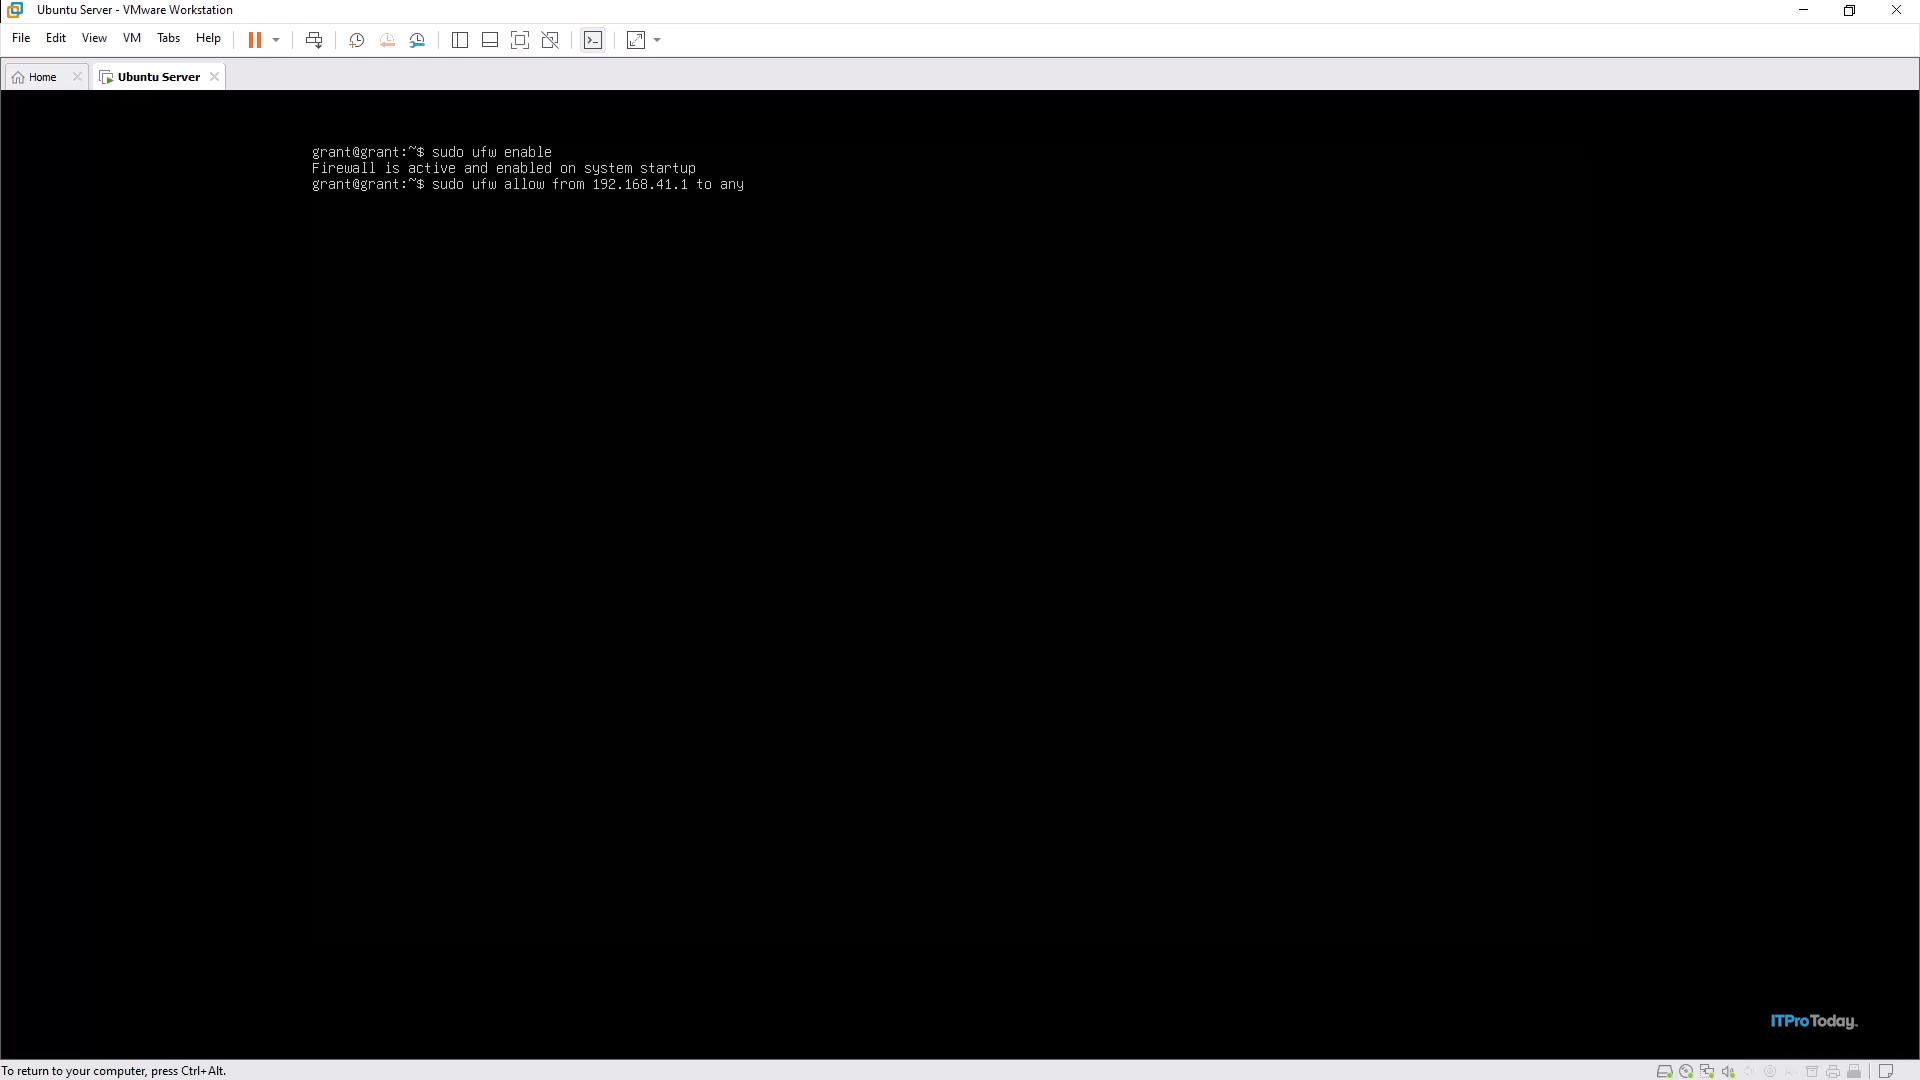 Ubuntu Server - VMware Workstation
File Edit View VM Tabs Help
Home
Ubuntu Server
grant@grant:~$ sudo ufw enable
Firewall is active and enabled on system startup
grant@grant:~$ sudo ufw allow from 192.168.41.1 to any
ITProToday.
To return to your computer, press Ctrl+Alt.